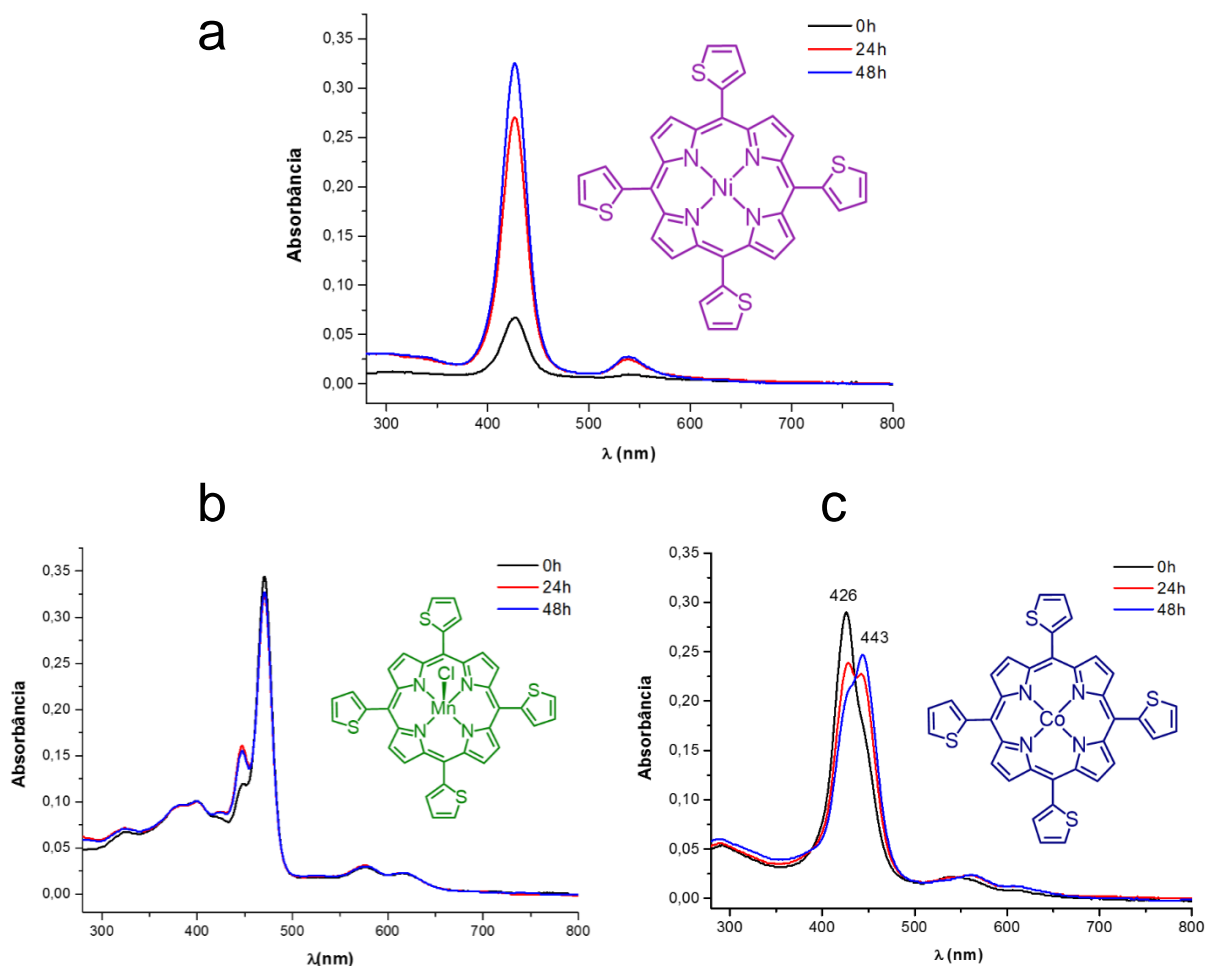 a
0h
24h
48h
0,35
0,30
0,25
0,20
0,15
0,10
0,05
0,00
Absorbância
S
S
S
S
N
N
N
N
Ni
300
400
500
600
700
800
λ (nm)
b
0h
24h
48h
0,35
0,30
0,25
0,20
0,15
0,10
0,05
0,00
Absorbância
S
S
S
S
Cl
N
N
N
N
Mn
300
400
500
600
700
800
λ(nm)
c
0h
24h
48h
426
443
0,35
0,30
0,25
0,20
0,15
0,10
0,05
0,00
Absorbância
S
S
S
S
N
N
N
N
Co
300
400
500
600
700
800
λ (nm)